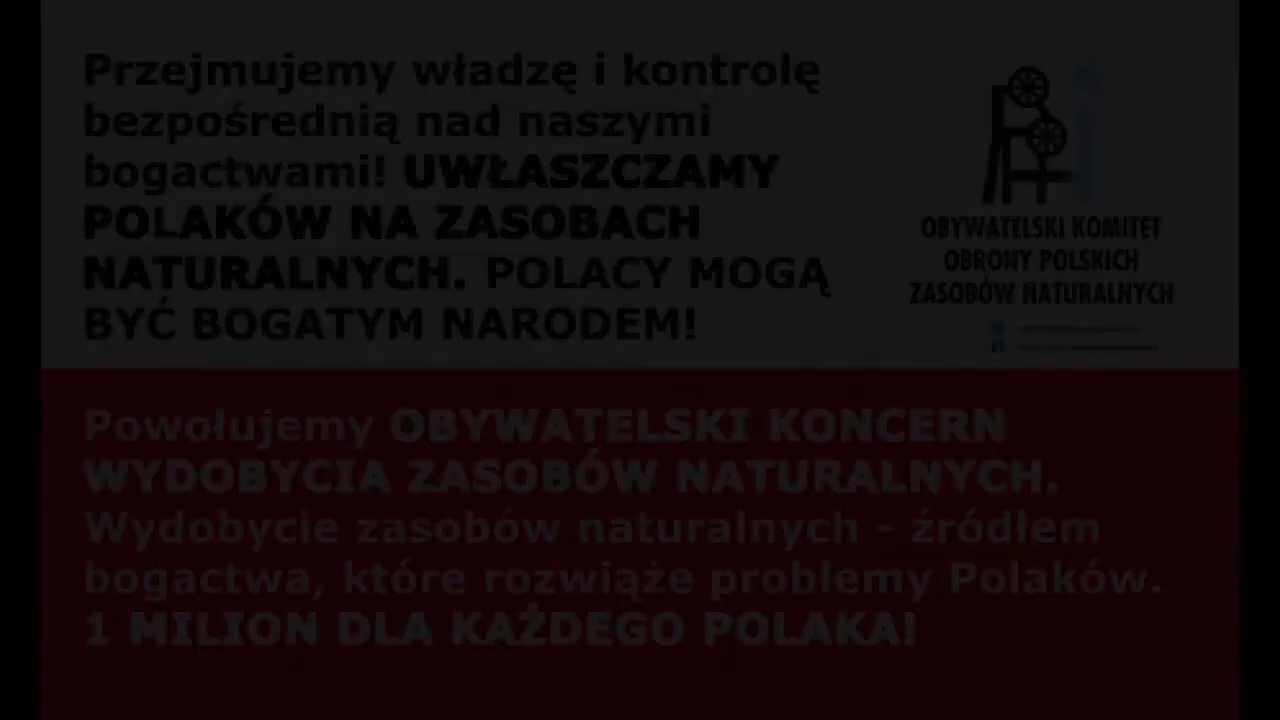 Przejmujemy władzę i kontrolę
bezpośrednią nad naszymi
bogactwami! UWŁASZCZAMY
POLAKÓW NA ZASOBACH
NATURALNYCH. POLACY MOGĄ
BYĆ BOGATYM NARODEM!
OBYWATELSKI KOMITET
OBRONY POLSKICH
ZASOBÓW NATURALNYCH
Powołujemy OBYWATELSKI KONCERN
WYDOBYCIA ZASOBÓW NATURALNYCH.
Wydobycie zasobów naturalnych - źródłem
bogactwa, które rozwiąże problemy Polaków.
1 MILION DLA KAŻDEGO POLAKA!